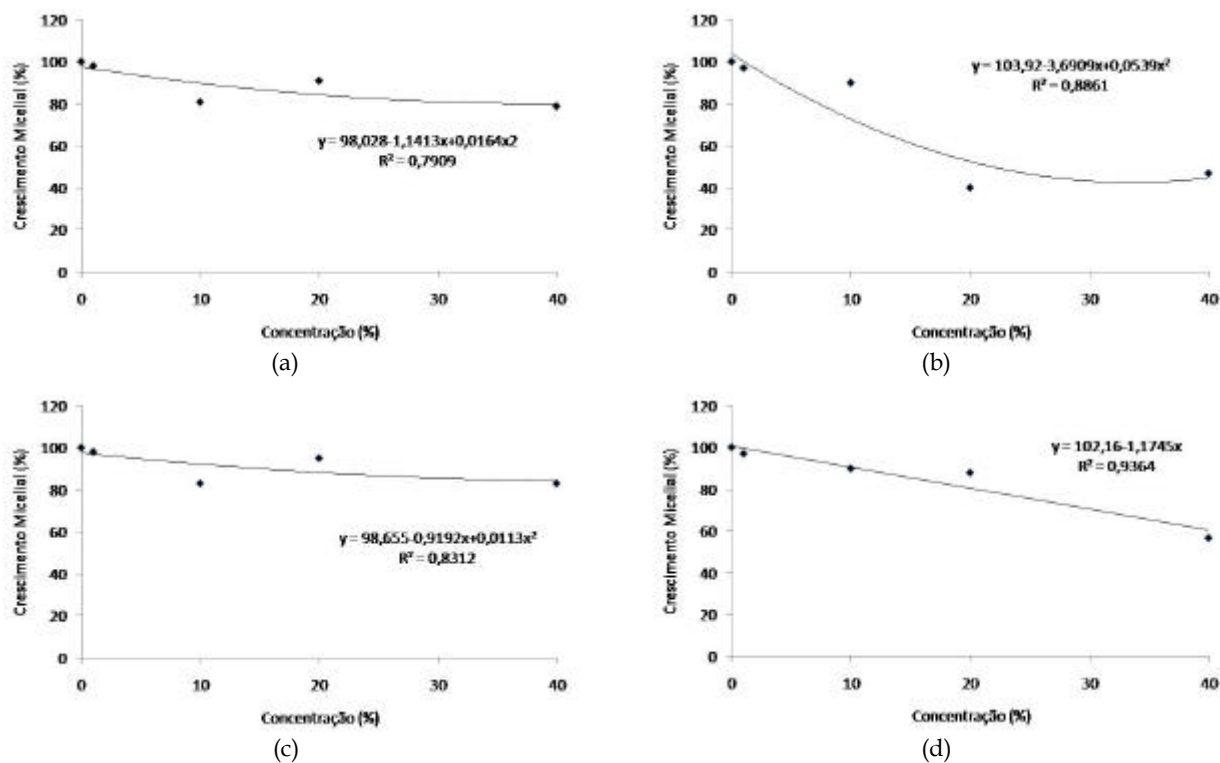 120
100
80
60
40
20
0
Crescimento Micelial (%)
y = 98,028-1,1413x+0,0164x2
R² = 0,7909
0 10 20 30 40
Concentração (%)
(a)
120
100
80
60
40
20
0
Crescimento Micelial (%)
y = 103,92-3,6909x+0,0539x²
R² = 0,8861
0 10 20 30 40
Concentração (%)
(b)
120
100
80
60
40
20
0
Crescimento Micelial (%)
y = 98,655-0,9192x+0,0113x²
R² = 0,8312
0 10 20 30 40
Concentração (%)
(c)
120
100
80
60
40
20
0
Crescimento Micelial (%)
y = 102,16-1,1745x
R² = 0,9364
0 10 20 30 40
Concentração (%)
(d)